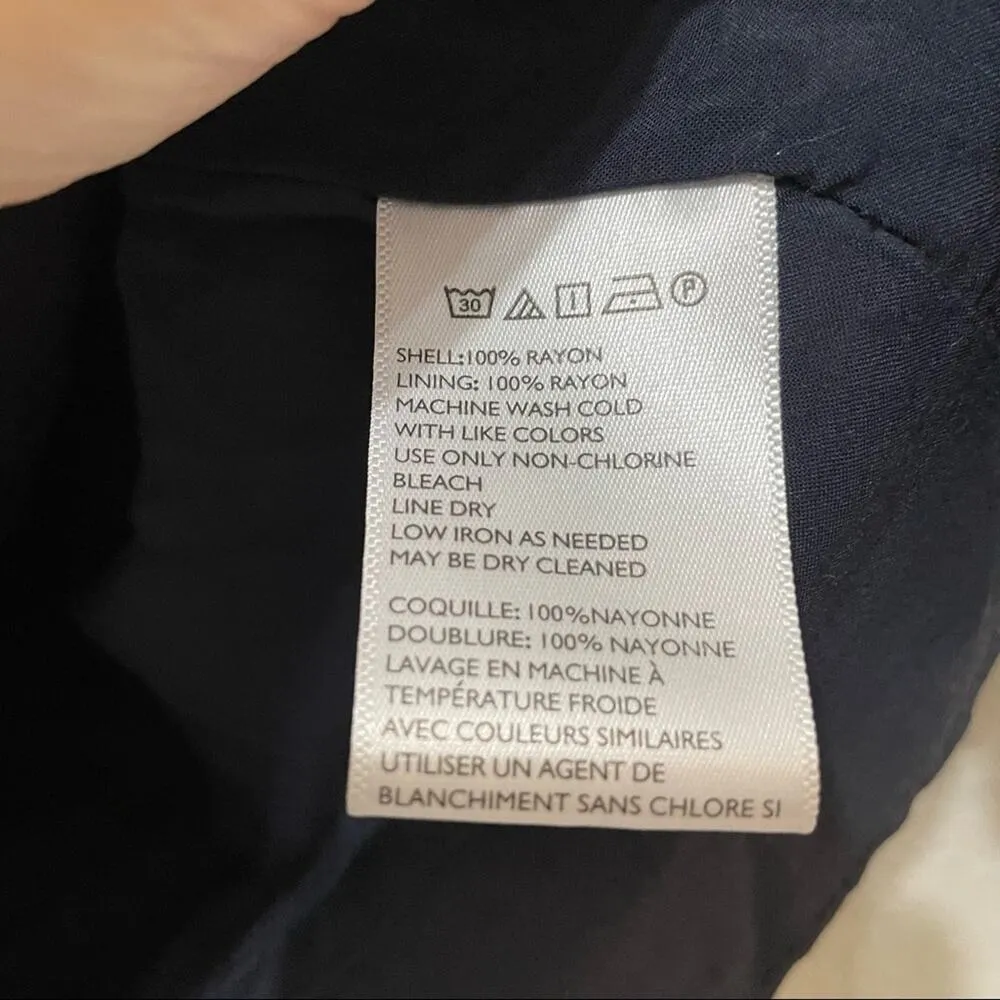 30 P
SHELL:100% RAYON
LINING: 100% RAYON
MACHINE WASH COLD
WITH LIKE COLORS
USE ONLY NON-CHLORINE
BLEACH
LINE DRY
LOW IRON AS NEEDED
MAY BE DRY CLEANED
COQUILLE: 100%NAYONNE
DOUBLURE: 100% NAYONNE
LAVAGE EN MACHINE À
TEMPÉRATURE FROIDE
AVEC COULEURS SIMILAIRES
UTILISER UN AGENT DE
BLANCHIMENT SANS CHLORE SI